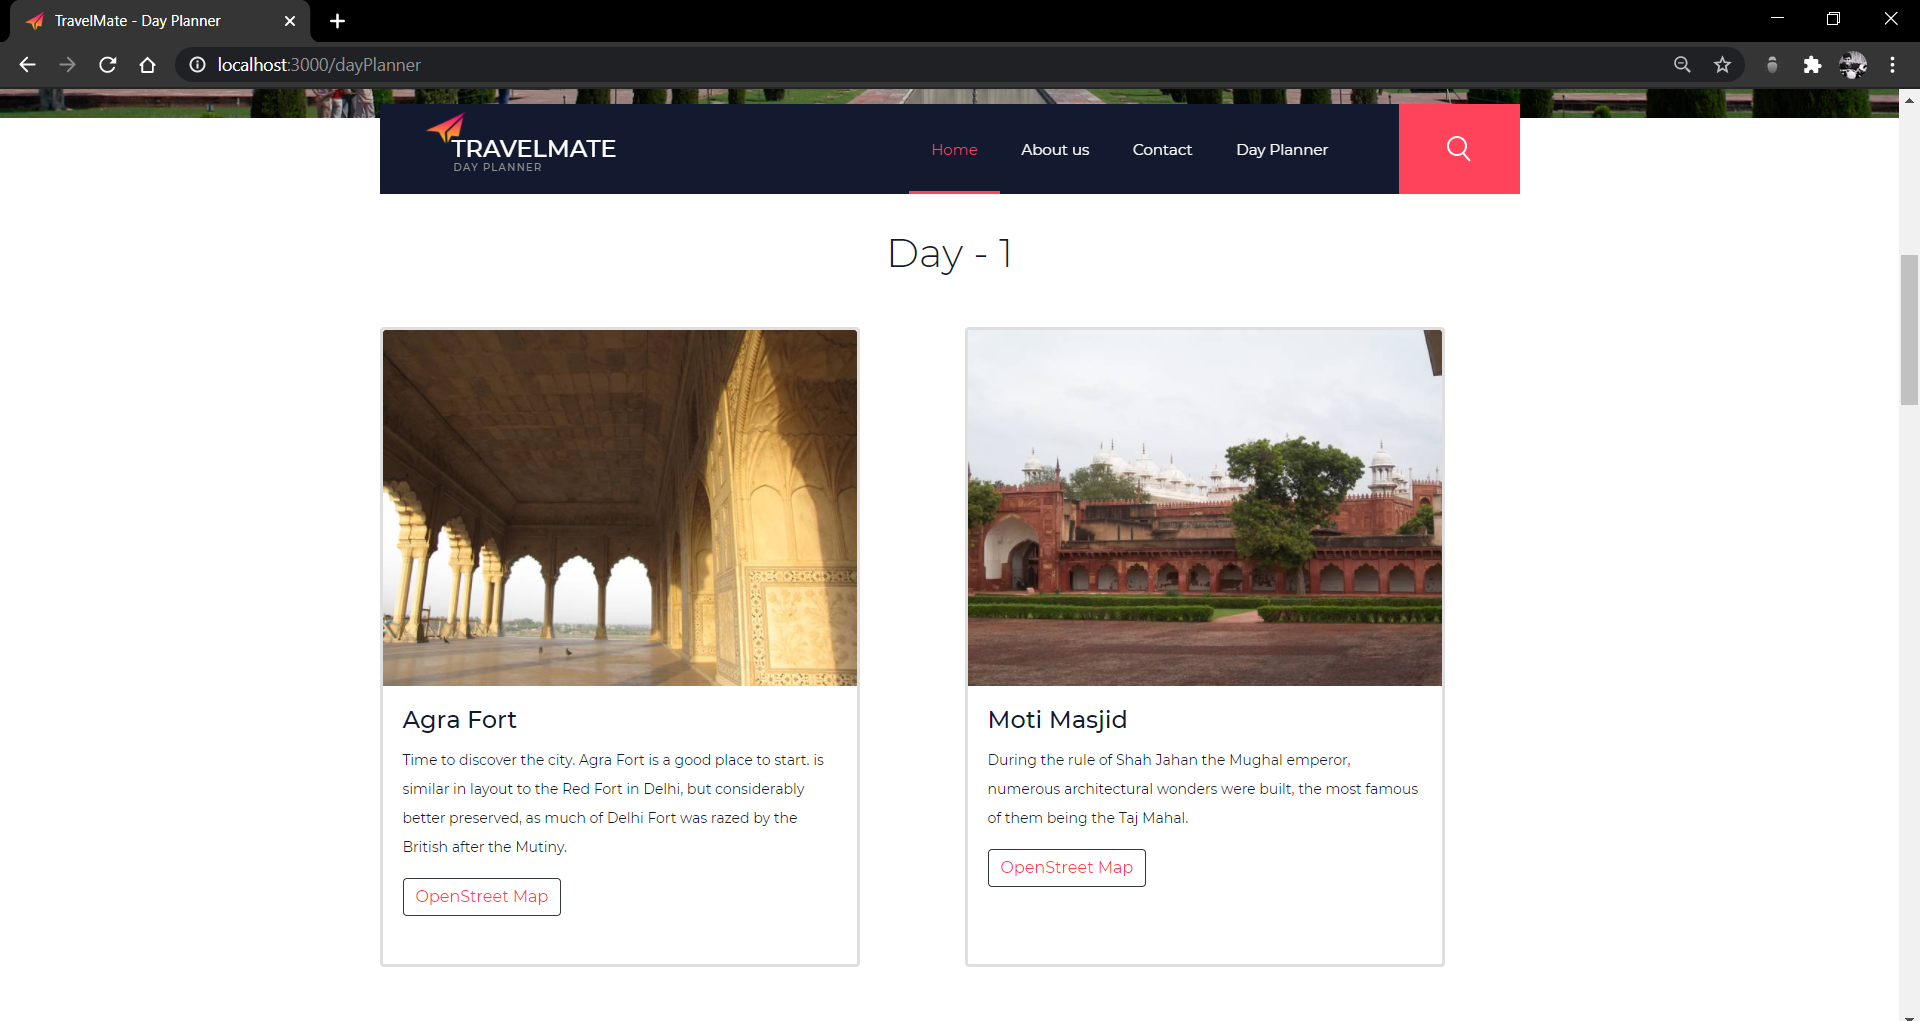 TravelMate - Day Planner
localhost:3000/dayPlanner
TRAVELMATE
DAY PLANNER
Home About us Contact Day Planner
Day - 1
Agra Fort
Time to discover the city. Agra Fort is a good place to start. is
similar in layout to the Red Fort in Delhi, but considerably
better preserved, as much of Delhi Fort was razed by the
British after the Mutiny.
OpenStreet Map
Moti Masjid
During the rule of Shah Jahan the Mughal emperor,
numerous architectural wonders were built, the most famous
of them being the Taj Mahal.
OpenStreet Map